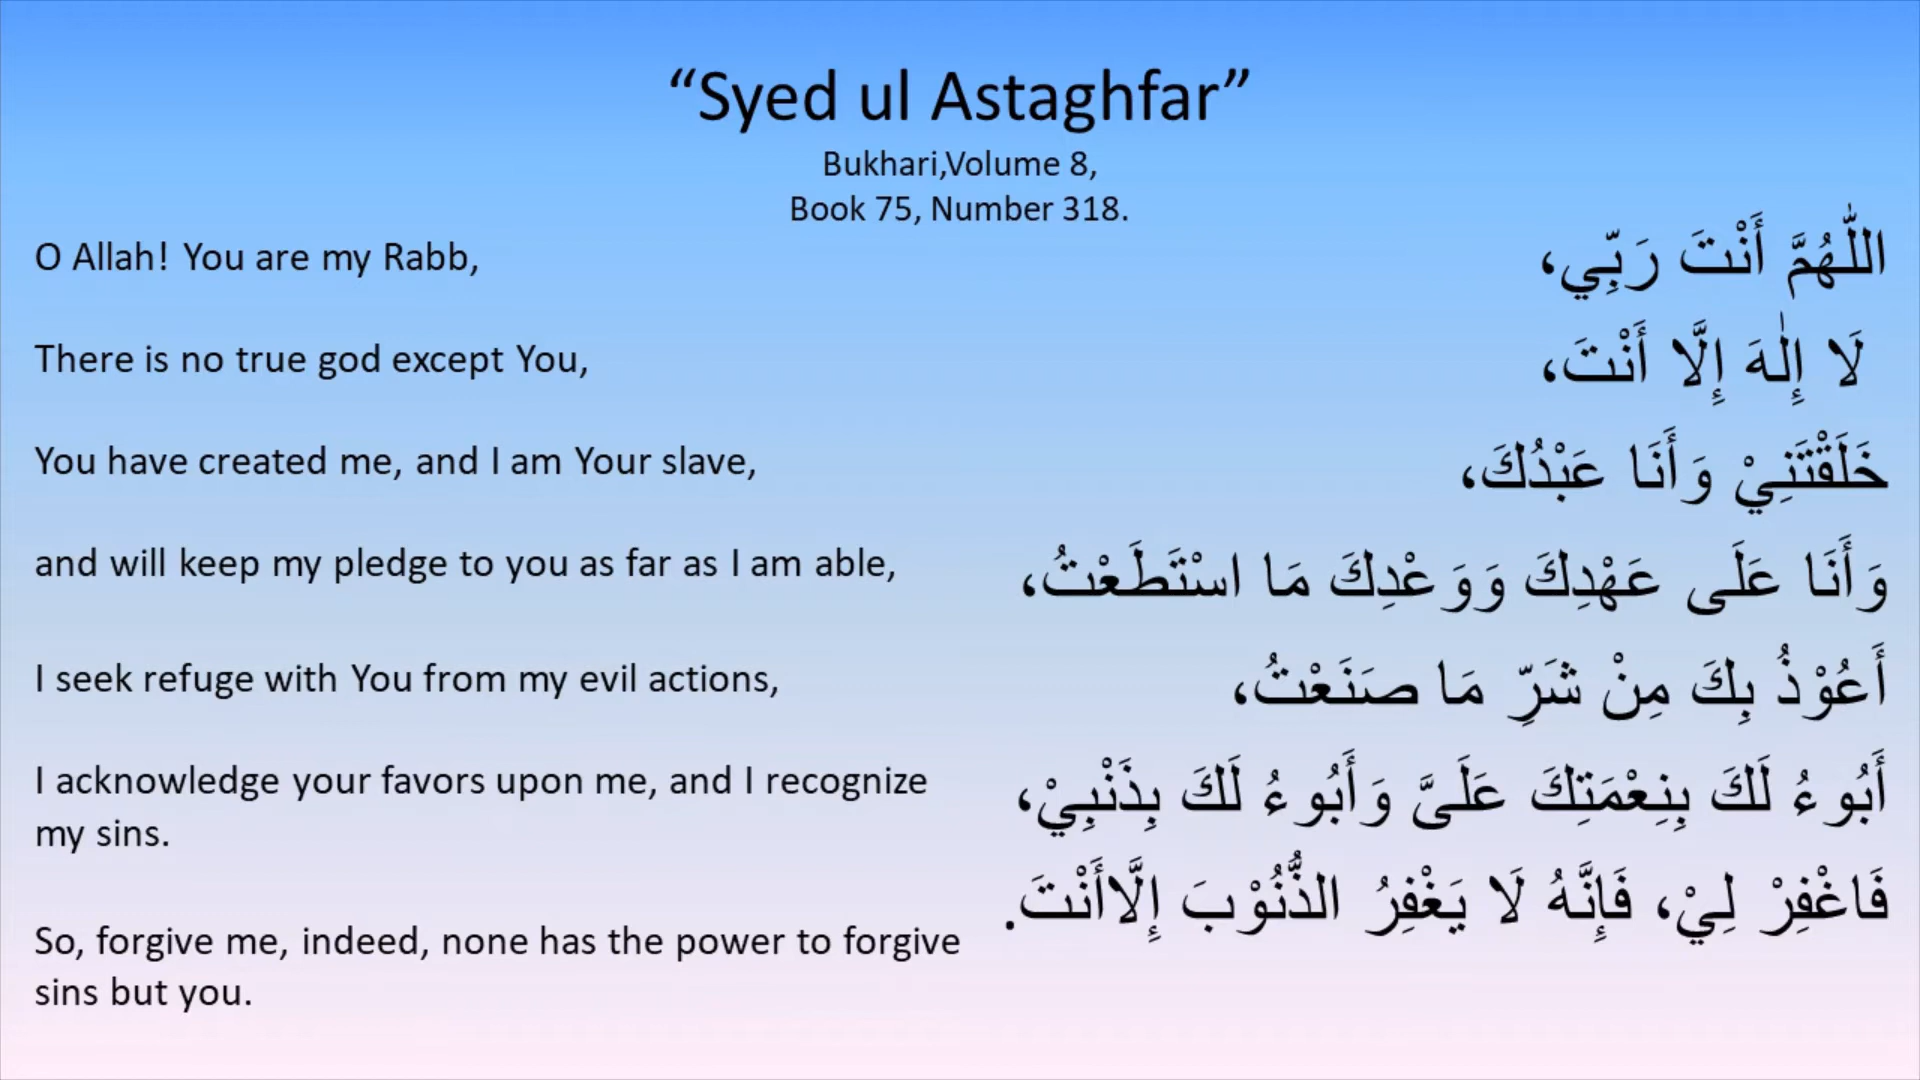 “Syed ul Astaghfar”
Bukhari,Volume 8,
Book 75, Number 318.
O Allah! You are my Rabb,
There is no true god except You,
You have created me, and I am Your slave,
and will keep my pledge to you as far as I am able,
I seek refuge with You from my evil actions,
I acknowledge your favors upon me, and I recognize
my sins.
So, forgive me, indeed, none has the power to forgive
sins but you.
اللّٰهُمَّ أَنْتَ رَبِّي،
لَا إِلٰهَ إِلَّا أَنْتَ،
خَلَقْتَنِيْ وَأَنَا عَبْدُكَ،
وَأَنَا عَلَى عَهْدِكَ وَوَعْدِكَ مَا اسْتَطَعْتُ،
أَعُوْذُ بِكَ مِنْ شَرِّ مَا صَنَعْتُ،
أَبُوءُ لَكَ بِنِعْمَتِكَ عَلَىَّ وَأَبُوءُ لَكَ بِذَنْبِيْ،
فَاغْفِرْ لِيْ، فَإِنَّهُ لَا يَغْفِرُ الذُّنُوْبَ إِلَّاأَنْتَ.